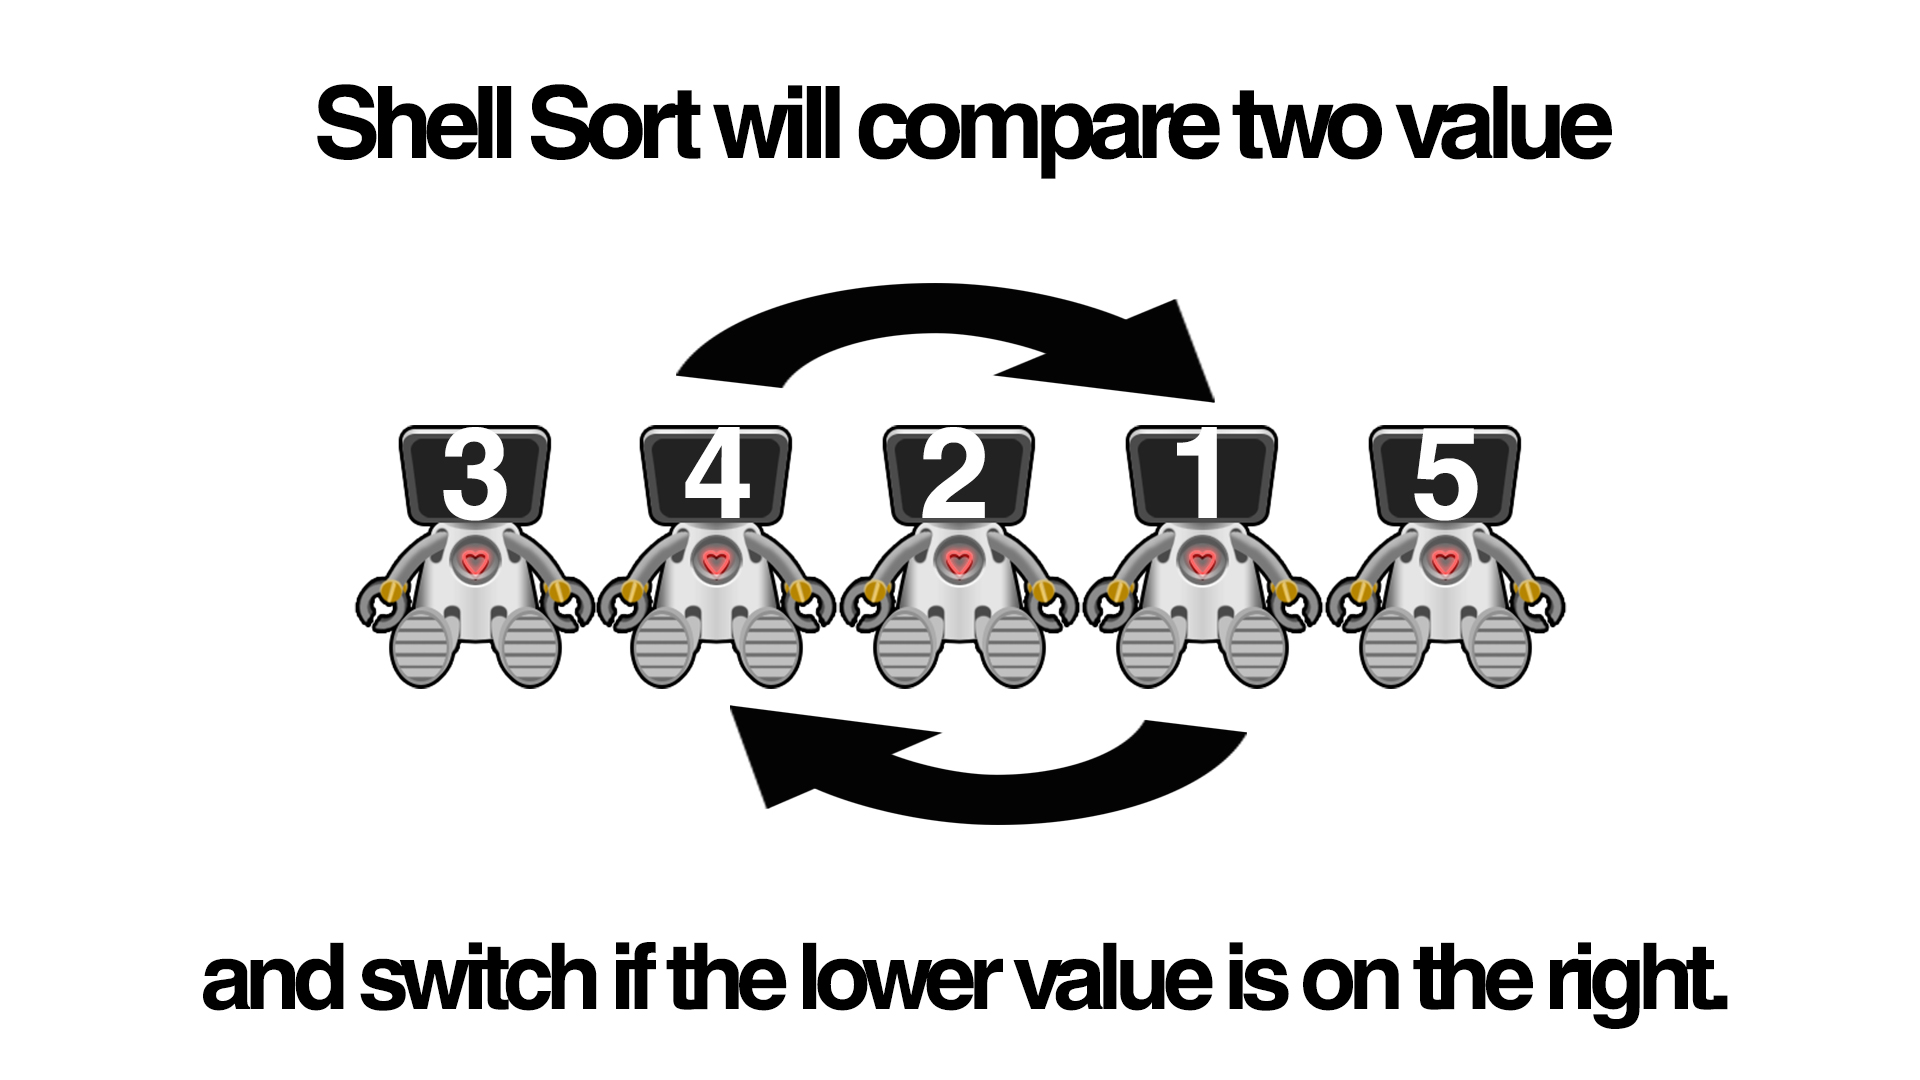 Shell Sort will compare two value
3 4 2 1 5
and switch if the lower value is on the right.